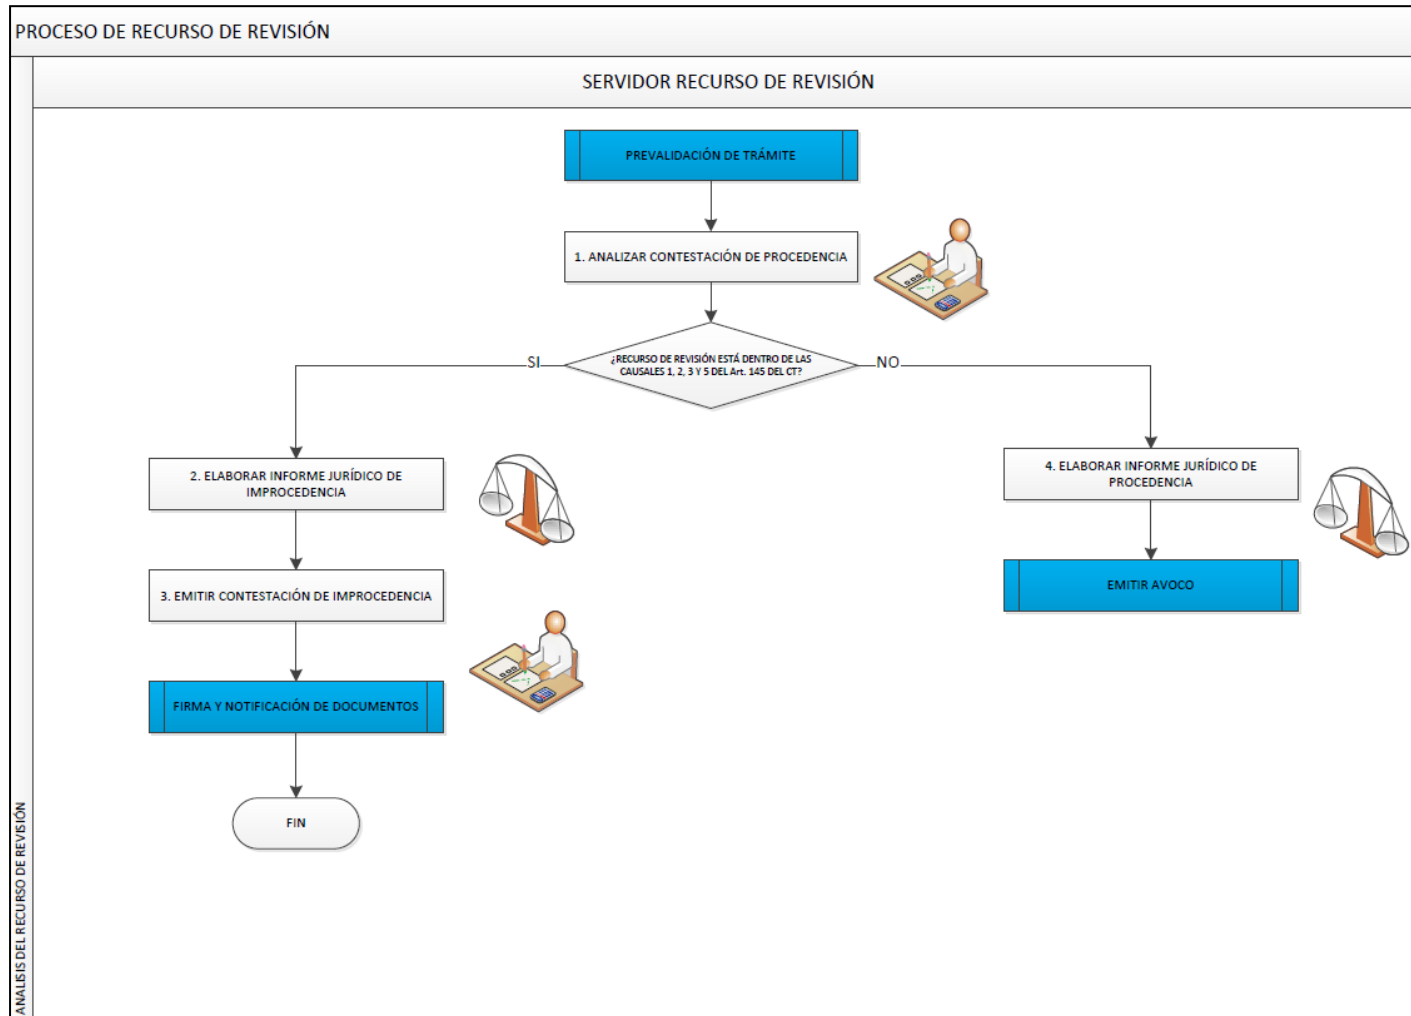 PROCESO DE RECURSO DE REVISIÓN
SERVIDOR RECURSO DE REVISIÓN
PREVALIDACIÓN DE TRÁMITE
1. ANALIZAR CONTESTACIÓN DE PROCEDENCIA
¿RECURSO DE REVISIÓN ESTÁ DENTRO DE LAS
CAUSALES 1, 2, 3 Y 5 DEL Art. 145 DEL CT?
SI
NO
2. ELABORAR INFORME JURÍDICO DE
IMPROCEDENCIA
4. ELABORAR INFORME JURÍDICO DE
PROCEDENCIA
3. EMITIR CONTESTACIÓN DE IMPROCEDENCIA
EMITIR AVOCO
FIRMA Y NOTIFICACIÓN DE DOCUMENTOS
FIN
ANALISIS DEL RECURSO DE REVISIÓN